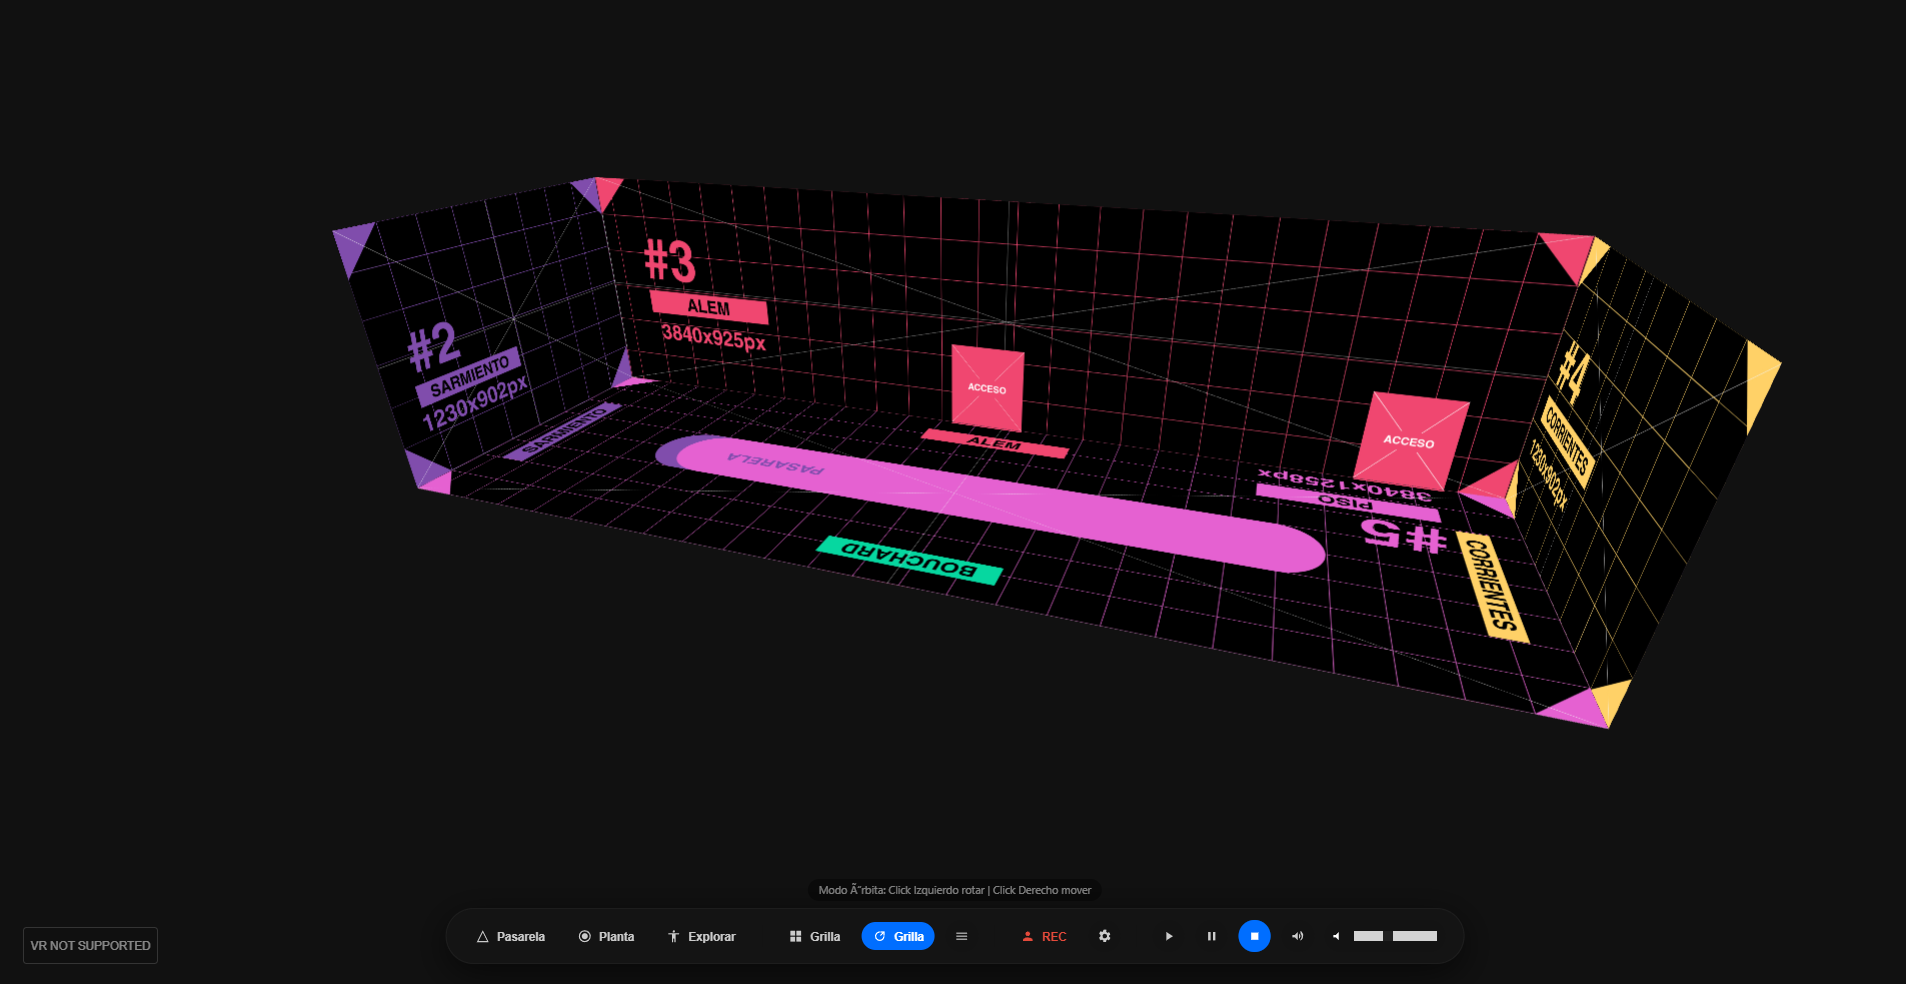 #3
ALEM
3840x925px
#2
SARMIENTO
1230x902px
SARMIENTO
ACCESO
ALEM
PASARELA
ACCESO
#4
CORRIENTES
1230x902px
3840x1258px
PISO
#5
CORRIENTES
BOUCHARD
Modo Ã“rbita: Click Izquierdo rotar | Click Derecho mover
Pasarela
Planta
Explorar
Grilla
Grilla
REC
VR NOT SUPPORTED